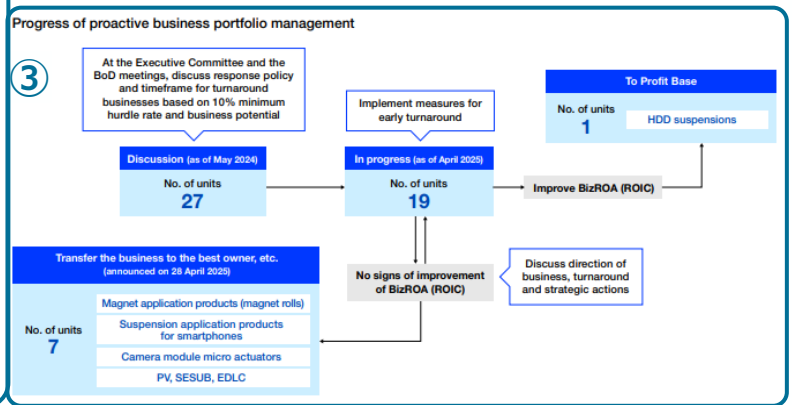 Progress of proactive business portfolio management
③
At the Executive Committee and the
BoD meetings, discuss response policy
and timeframe for turnaround
businesses based on 10% minimum
hurdle rate and business potential
Implement measures for
early turnaround
To Profit Base
No. of units
1
HDD suspensions
Discussion (as of May 2024)
No. of units
27
In progress (as of April 2025)
No. of units
19
Improve BizROA (ROIC)
Transfer the business to the best owner, etc.
(announced on 28 April 2025)
No. of units
7
Magnet application products (magnet rolls)
Suspension application products
for smartphones
Camera module micro actuators
PV, SESUB, EDLC
No signs of improvement
of BizROA (ROIC)
Discuss direction of
business, turnaround
and strategic actions